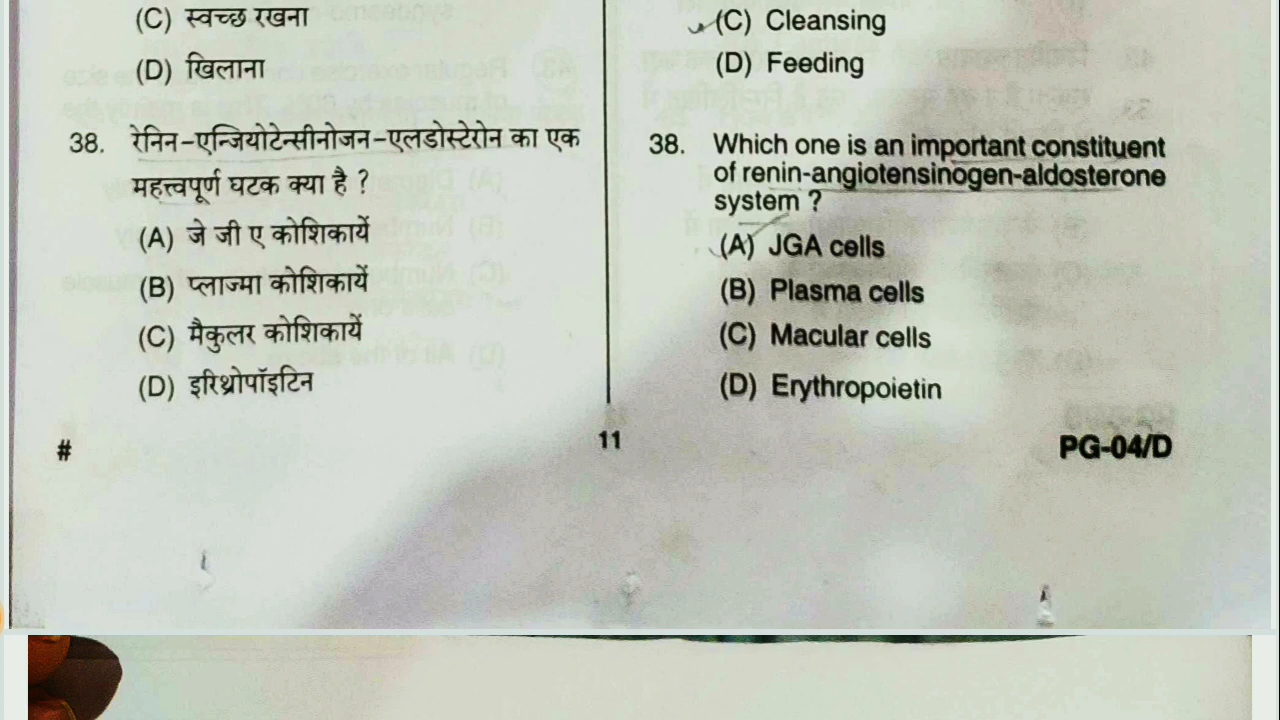 (C) स्वच्छ रखना
(D) खिलाना
38. रेनिन-एन्जियोटेन्सीनोजन-एलडोस्टेरोन का एक
महत्त्वपूर्ण घटक क्या है ?
(A) जे जी ए कोशिकायें
(B) प्लाज्मा कोशिकायें
(C) मैकुलर कोशिकायें
(D) इरिथ्रोपॉइटिन
(C) Cleansing
(D) Feeding
38. Which one is an important constituent
of renin-angiotensinogen-aldosterone
system ?
(A) JGA cells
(B) Plasma cells
(C) Macular cells
(D) Erythropoietin
# 11 PG-04/D